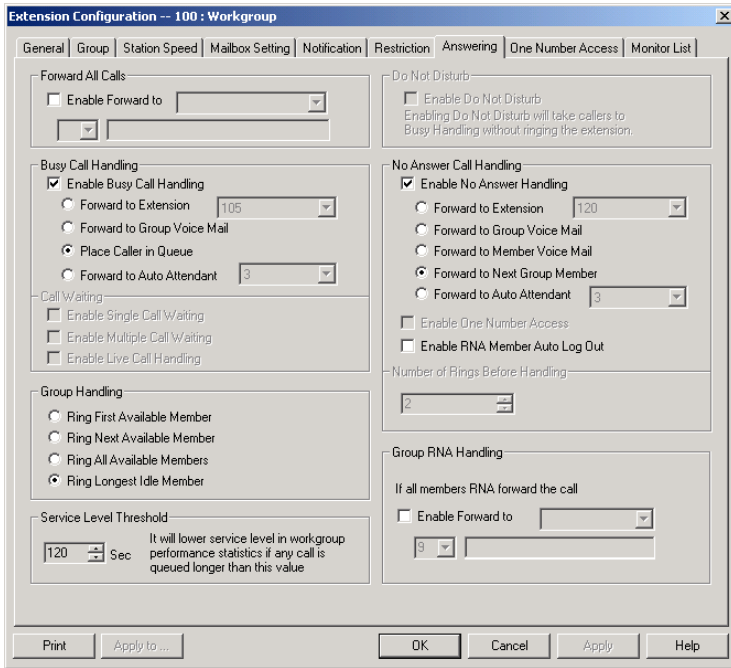 Extension Configuration -- 100 : Workgroup
General
Group
Station Speed
Mailbox Setting
Notification
Restriction
Answering
One Number Access
Monitor List
Forward All Calls
Enable Forward to
Do Not Disturb
Enable Do Not Disturb
Enabling Do Not Disturb will take callers to
Busy Handling without ringing the extension.
Busy Call Handling
Enable Busy Call Handling
Forward to Extension 105
Forward to Group Voice Mail
Place Caller in Queue
Forward to Auto Attendant 3
Call Waiting
Enable Single Call Waiting
Enable Multiple Call Waiting
Enable Live Call Handling
No Answer Call Handling
Enable No Answer Handling
Forward to Extension 120
Forward to Group Voice Mail
Forward to Member Voice Mail
Forward to Next Group Member
Forward to Auto Attendant 3
Enable One Number Access
Enable RNA Member Auto Log Out
Number of Rings Before Handling
2
Group Handling
Ring First Available Member
Ring Next Available Member
Ring All Available Members
Ring Longest Idle Member
Group RNA Handling
If all members RNA forward the call
Enable Forward to
9
Service Level Threshold
120 Sec
It will lower service level in workgroup
performance statistics if any call is
queued longer than this value
Print
Apply to ...
OK
Cancel
Apply
Help